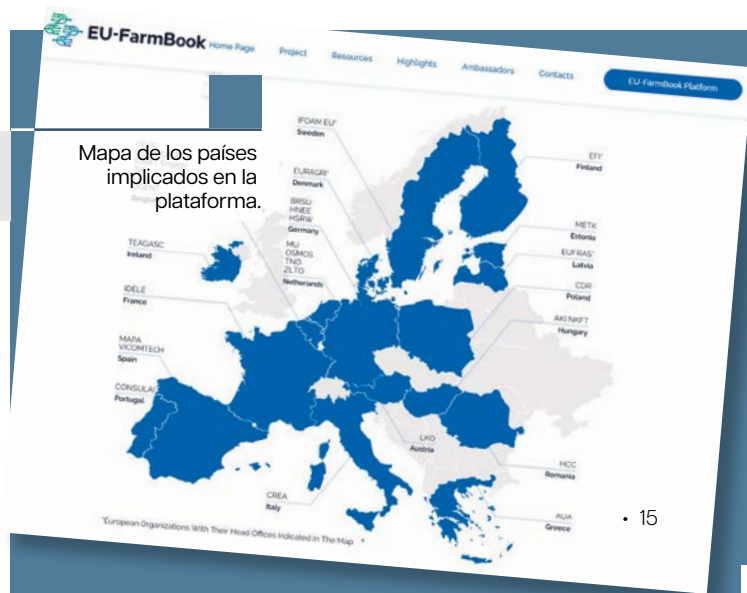 EU-FarmBook
Home Page
Project
Resources
Highlights
Ambassadors
Contacts
EU-FarmBook Platform
Mapa de los países
implicados en la
plataforma.
IFOAM EU*
Sweden
EURAGRI*
Denmark
BRSU
HNEE
HSRW
Germany
MU
OSMOS
TNO
ZLTO
Netherlands
TEAGASC
Ireland
IDELE
France
MAPA
VICOMTECH
Spain
CONSULAI
Portugal
EFI*
Finland
METK
Estonia
EUFRAS*
Latvia
CDR
Poland
AKI NKFT
Hungary
LKO
Austria
HCC
Romania
CREA
Italy
AUA
Greece
*European Organizations With Their Head Offices Indicated in The Map
• 15